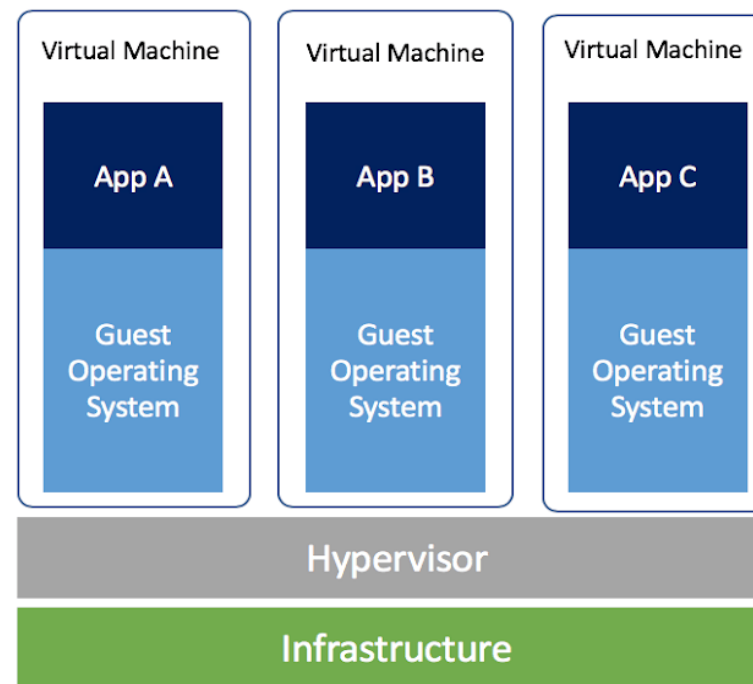 Virtual Machine
Virtual Machine
Virtual Machine
App A
App B
App C
Guest
Operating
System
Guest
Operating
System
Guest
Operating
System
Hypervisor
Infrastructure